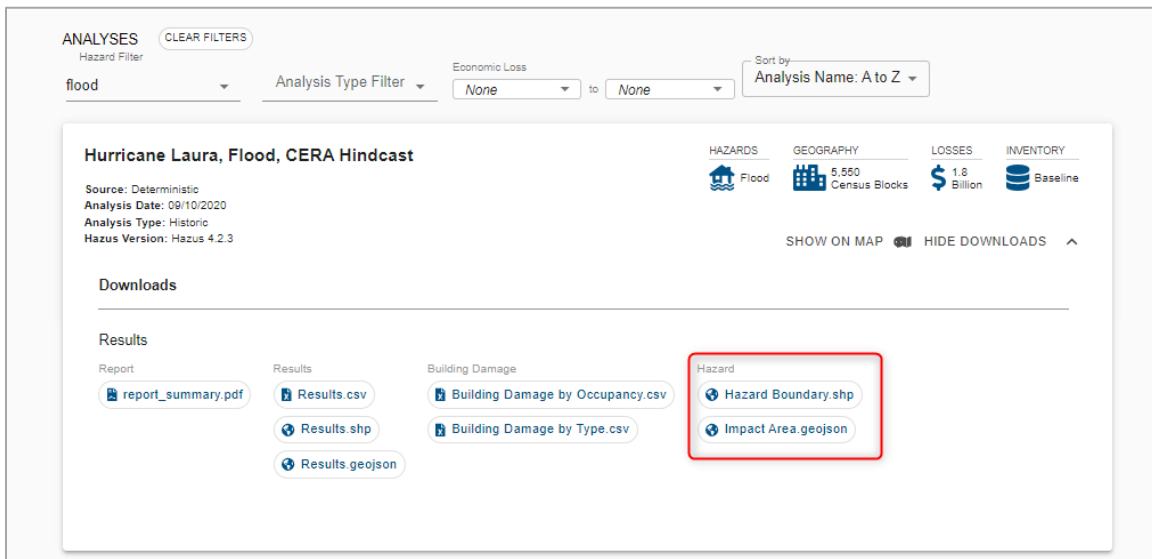 ANALYSES
CLEAR FILTERS
Hazard Filter
flood
Analysis Type Filter
Economic Loss
None
to
None
Sort by
Analysis Name: A to Z
Hurricane Laura, Flood, CERA Hindcast
HAZARDS
Flood
GEOGRAPHY
5,550
Census Blocks
LOSSES
1.8
Billion
INVENTORY
Baseline
Source: Deterministic
Analysis Date: 09/10/2020
Analysis Type: Historic
Hazus Version: Hazus 4.2.3
SHOW ON MAP
HIDE DOWNLOADS
Downloads
Results
Report
report_summary.pdf
Results
Results.csv
Results.shp
Results.geojson
Building Damage
Building Damage by Occupancy.csv
Building Damage by Type.csv
Hazard
Hazard Boundary.shp
Impact Area.geojson